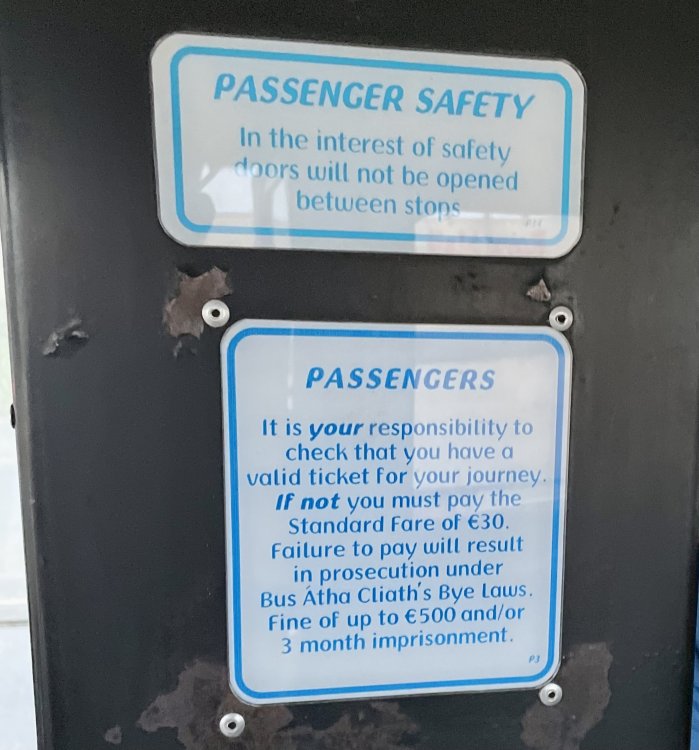 PASSENGER SAFETY
In the interest of safety
doors will not be opened
between stops
PASSENGERS
It is your responsibility to
check that you have a
valid ticket for your journey.
If not you must pay the
Standard Fare of €30.
Failure to pay will result
in prosecution under
Bus Átha Cliath's Bye Laws.
Fine of up to €500 and/or
3 month imprisonment.
P3